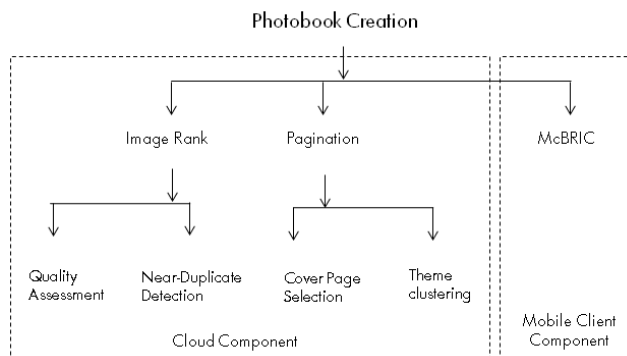 Photobook Creation
Image Rank
Pagination
McBRIC
Quality
Assessment
Near-Duplicate
Detection
Cover Page
Selection
Theme
clustering
Cloud Component
Mobile Client
Component